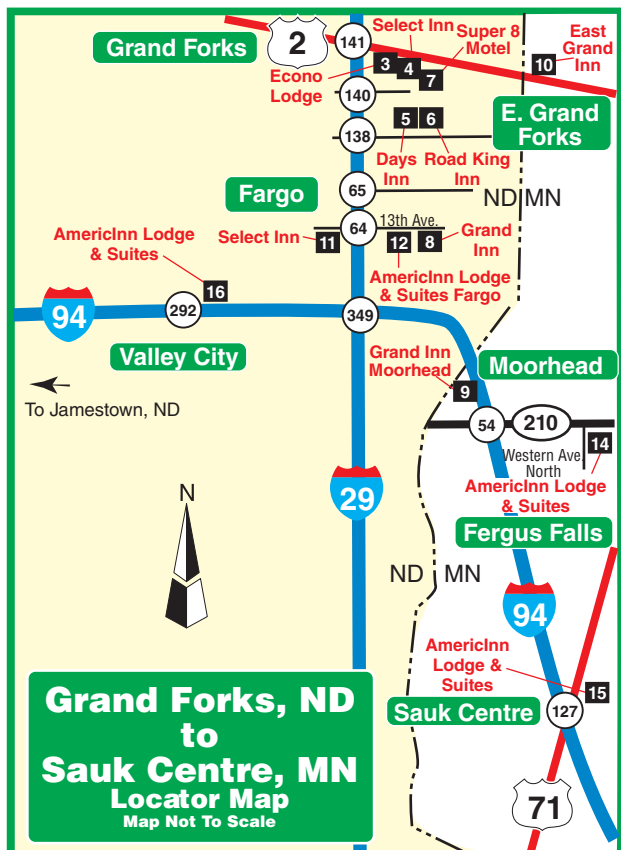 Grand Forks
2
141
Select Inn
Super 8
Motel
East
Grand
Inn
3
4
7
10
Econo
Lodge
140
E. Grand
Forks
5
6
138
Days
Inn
Road King
Inn
65
ND
MN
Fargo
13th Ave.
64
Select Inn
11
12
8
Grand
Inn
AmericInn Lodge
& Suites
16
AmericInn Lodge
& Suites Fargo
94
292
349
Valley City
Grand Inn
Moorhead
Moorhead
9
To Jamestown, ND
54
210
14
Western Ave.
North
AmericInn Lodge
& Suites
N
29
Fergus Falls
ND
MN
94
AmericInn
Lodge &
Suites
15
Sauk Centre
127
71
Grand Forks, ND
to
Sauk Centre, MN
Locator Map
Map Not To Scale